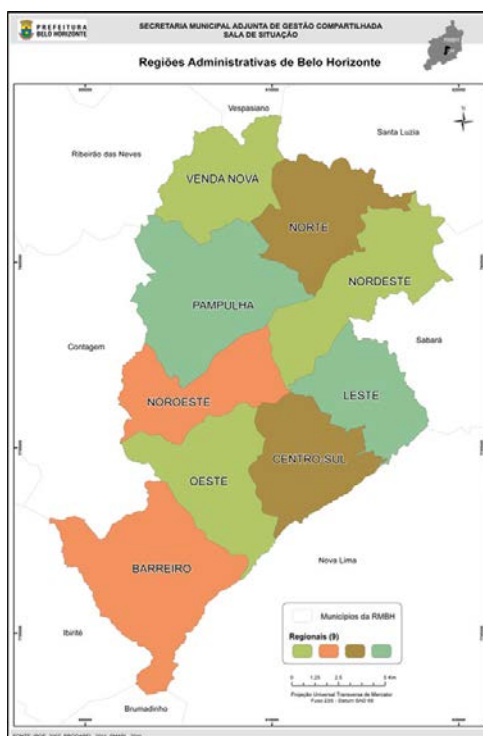 PREFEITURA
BELO HORIZONTE
SECRETARIA MUNICIPAL ADJUNTA DE GESTÃO COMPARTILHADA
SALA DE SITUAÇÃO
Regiões Administrativas de Belo Horizonte
Vespasiano
Santa Luzia
Ribeirão das Neves
VENDA NOVA
NORTE
NORDESTE
PAMPULHA
Contagem
Sabará
LESTE
NOROESTE
CENTRO SUL
OESTE
Nova Lima
BARREIRO
Municípios da RMBH
Ibirité
Regionais (9)
0 1,25 2,5 5 Km
Projeção Universal Transversa de Mercator
Brumadinho